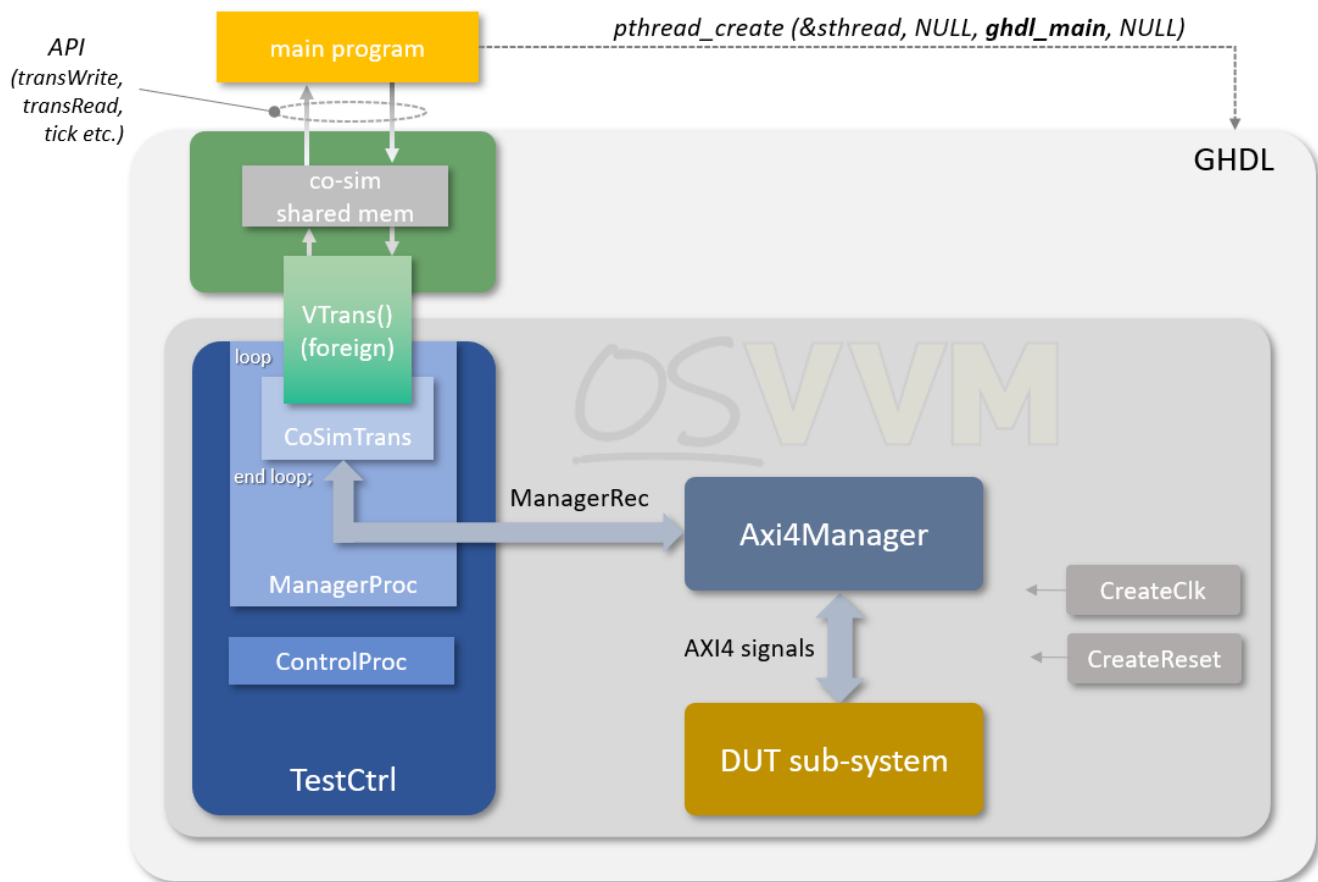 API
(transWrite,
transRead,
tick etc.)
main program
pthread_create (&sthread, NULL, ghdl_main, NULL)
GHDL
co-sim
shared mem
VTrans()
(foreign)
loop
CoSimTrans
end loop;
ManagerProc
ControlProc
TestCtrl
OSVVM
ManagerRec
Axi4Manager
AXI4 signals
DUT sub-system
CreateClk
CreateReset